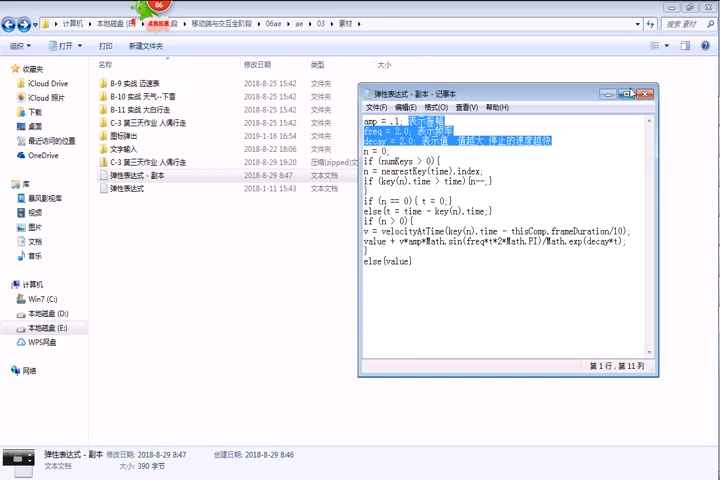 86
计算机 本地磁盘 (E:) 点我加速 段 移动端与交互全阶段 06ae ae 03 素材 搜索 素材
组织 打开 打印 新建文件夹
名称 修改日期 类型 大小
收藏夹
iCloud Drive
iCloud 照片
下载
桌面
最近访问的位置
OneDrive
库
暴风影视库
视频
图片
文档
音乐
计算机
Win7 (C:)
本地磁盘 (D:)
本地磁盘 (E:)
WPS网盘
网络
B-9 实战 迈速表 2018-8-25 15:42 文件夹
B-10 实战 天气--下雪 2018-8-25 15:42 文件夹
B-11 实战 大白行走 2018-8-25 15:42 文件夹
C-3 第三天作业 人偶行走 2018-8-25 15:42 文件夹
图标弹出 2019-1-16 16:54 文件夹
文字输入 2018-8-22 18:06 文件夹
C-3 第三天作业 人偶行走 2018-8-29 19:20 压缩(zipped)文
弹性表达式 - 副本 2018-8-29 8:47 文本文档
弹性表达式 2018-1-11 5:43 文本文档
弹性表达式 - 副本 - 记事本
文件(F) 编辑(E) 格式(O) 查看(V) 帮助(H)
amp = .1; 表示振幅
freq = 2.0; 表示频率
decay = 2.0; 表示值 值越大 停止的速度越快
n = 0;
if (numKeys > 0){
n = nearestKey(time).index;
if (key(n).time > time){n--;}
}
if (n == 0){ t = 0;}
else{t = time - key(n).time;}
if (n > 0){
v = velocityAtTime(key(n).time - thisComp.frameDuration/10);
value + v*amp*Math.sin(freq*t*2*Math.PI)/Math.exp(decay*t);
}
else{value}
第 1 行，第 11 列
弹性表达式 - 副本 修改日期: 2018-8-29 8:47 创建日期: 2018-8-29 8:46
文本文档 大小: 390 字节